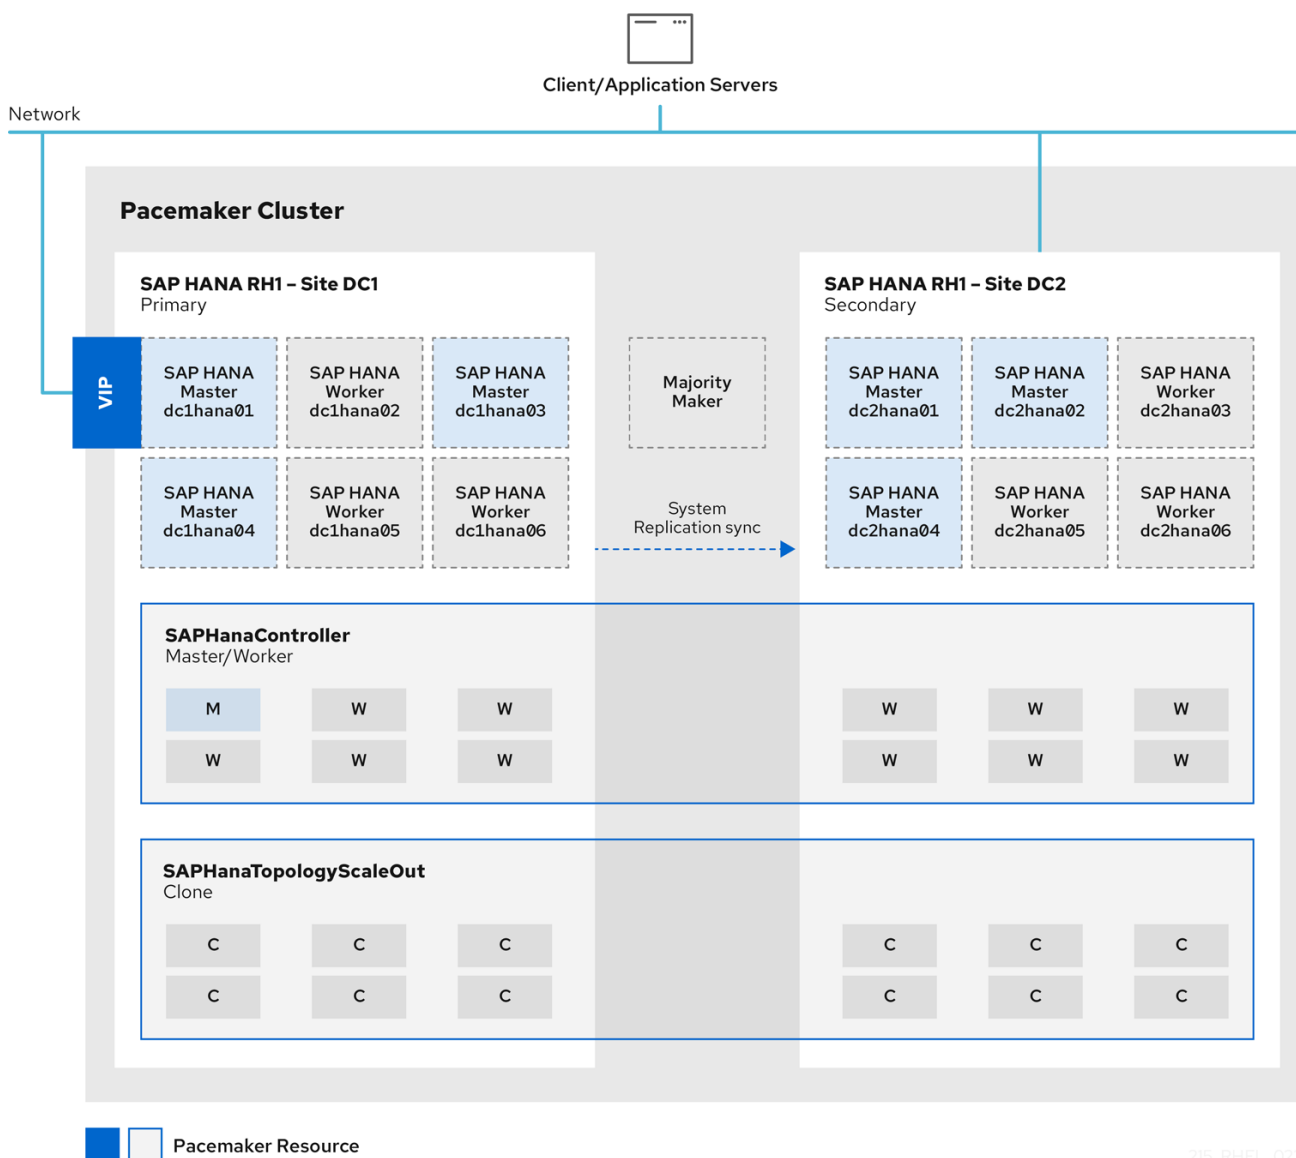 Client/Application Servers
Network
Pacemaker Cluster
SAP HANA RH1 – Site DC1
Primary
SAP HANA RH1 – Site DC2
Secondary
VIP
SAP HANA
Master
dc1hana01
SAP HANA
Worker
dc1hana02
SAP HANA
Master
dc1hana03
Majority
Maker
SAP HANA
Master
dc2hana01
SAP HANA
Master
dc2hana02
SAP HANA
Worker
dc2hana03
SAP HANA
Master
dc1hana04
SAP HANA
Worker
dc1hana05
SAP HANA
Worker
dc1hana06
System
Replication sync
SAP HANA
Master
dc2hana04
SAP HANA
Worker
dc2hana05
SAP HANA
Worker
dc2hana06
SAPHanaController
Master/Worker
M W W W W W
W W W W W W
SAPHanaTopologyScaleOut
Clone
C C C C C C
C C C C C C
Pacemaker Resource